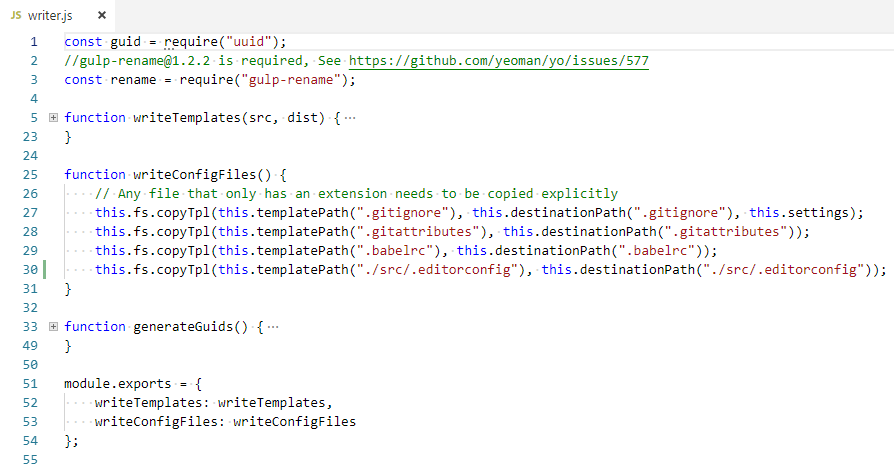 JS writer.js ×
1 const guid = require("uuid");
2 //gulp-rename@1.2.2 is required, See https://github.com/yeoman/yo/issues/577
3 const rename = require("gulp-rename");
4
5 function writeTemplates(src, dist) { ...
23 }
24
25 function writeConfigFiles() {
26     // Any file that only has an extension needs to be copied explicitly
27     this.fs.copyTpl(this.templatePath(".gitignore"), this.destinationPath(".gitignore"), this.settings);
28     this.fs.copyTpl(this.templatePath(".gitattributes"), this.destinationPath(".gitattributes"));
29     this.fs.copyTpl(this.templatePath(".babelrc"), this.destinationPath(".babelrc"));
30     this.fs.copyTpl(this.templatePath("./src/.editorconfig"), this.destinationPath("./src/.editorconfig"));
31 }
32
33 function generateGuids() { ...
49 }
50
51 module.exports = {
52     writeTemplates: writeTemplates,
53     writeConfigFiles: writeConfigFiles
54 };
55